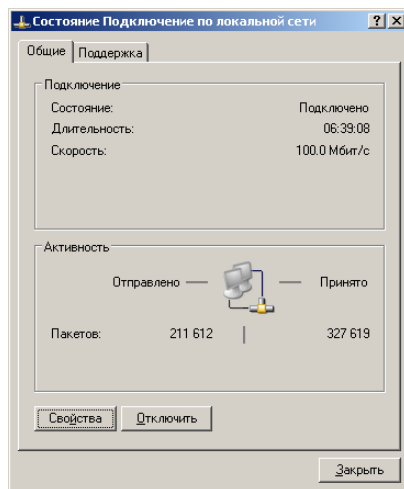 Состояние Подключение по локальной сети
Общие Поддержка
Подключение
Состояние: Подключено
Длительность: 06:39:08
Скорость: 100.0 Мбит/с
Активность
Отправлено — — Принято
Пакетов: 211 612 | 327 619
Свойства Отключить
Закрыть